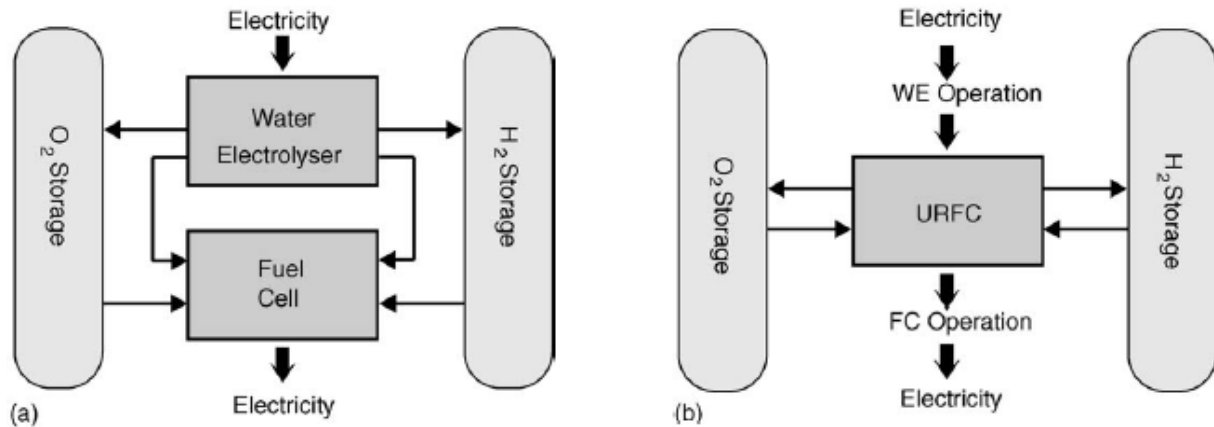 Electricity
O2 Storage
Water
Electrolyser
H2 Storage
Fuel
Cell
Electricity
(a)
Electricity
WE Operation
O2 Storage
URFC
H2 Storage
FC Operation
Electricity
(b)